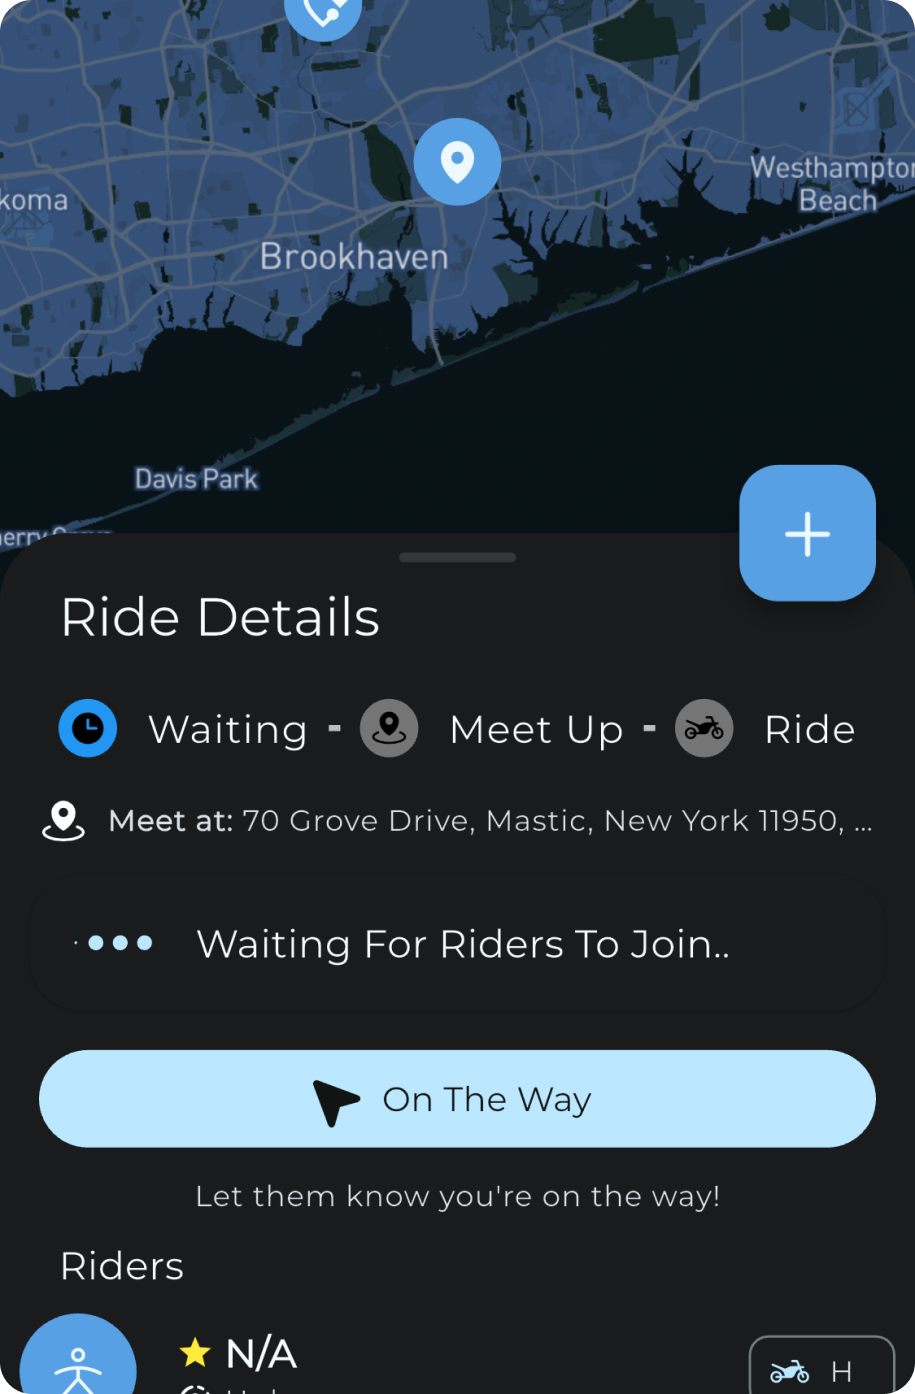 koma
Westhampton
Beach
Brookhaven
Davis Park
Ride Details
Waiting - Meet Up - Ride
Meet at: 70 Grove Drive, Mastic, New York 11950, ...
Waiting For Riders To Join..
On The Way
Let them know you're on the way!
Riders
N/A
H